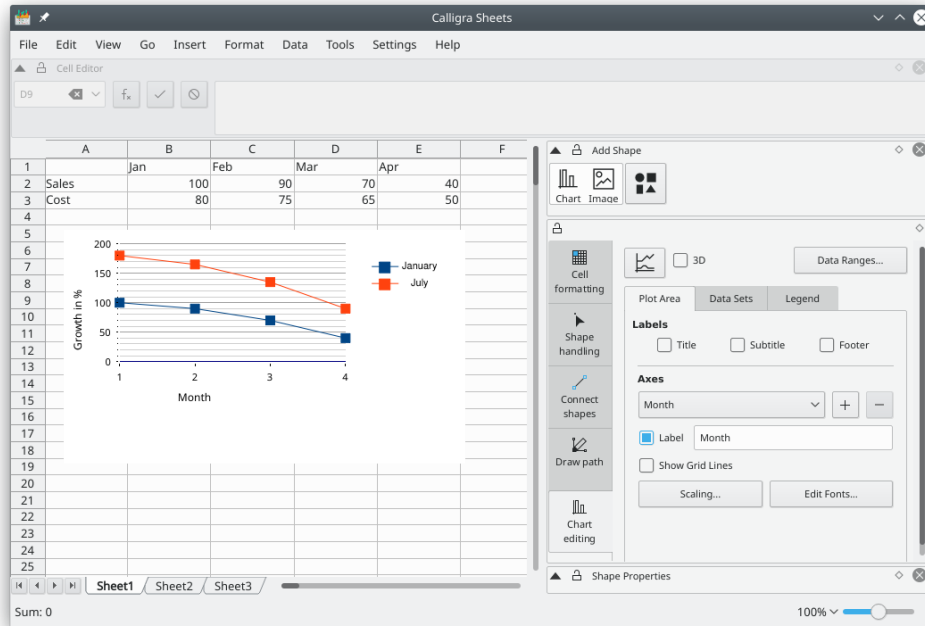 Calligra Sheets
File Edit View Go Insert Format Data Tools Settings Help
Cell Editor
D9
fx
A B C D E F
1 Jan Feb Mar Apr
2 Sales 100 90 70 40
3 Cost 80 75 65 50
4
5
6
7
8
9
10
11
12
13
14
15
16
17
18
19
20
21
22
23
24
25
200
150
100
50
0
1 2 3 4
Growth in %
Month
January
July
Sheet1 Sheet2 Sheet3
Sum: 0
Add Shape
Chart Image
Cell
formatting
Shape
handling
Connect
shapes
Draw path
Chart
editing
3D Data Ranges...
Plot Area Data Sets Legend
Labels
Title Subtitle Footer
Axes
Month
Label Month
Show Grid Lines
Scaling... Edit Fonts...
Shape Properties
100%